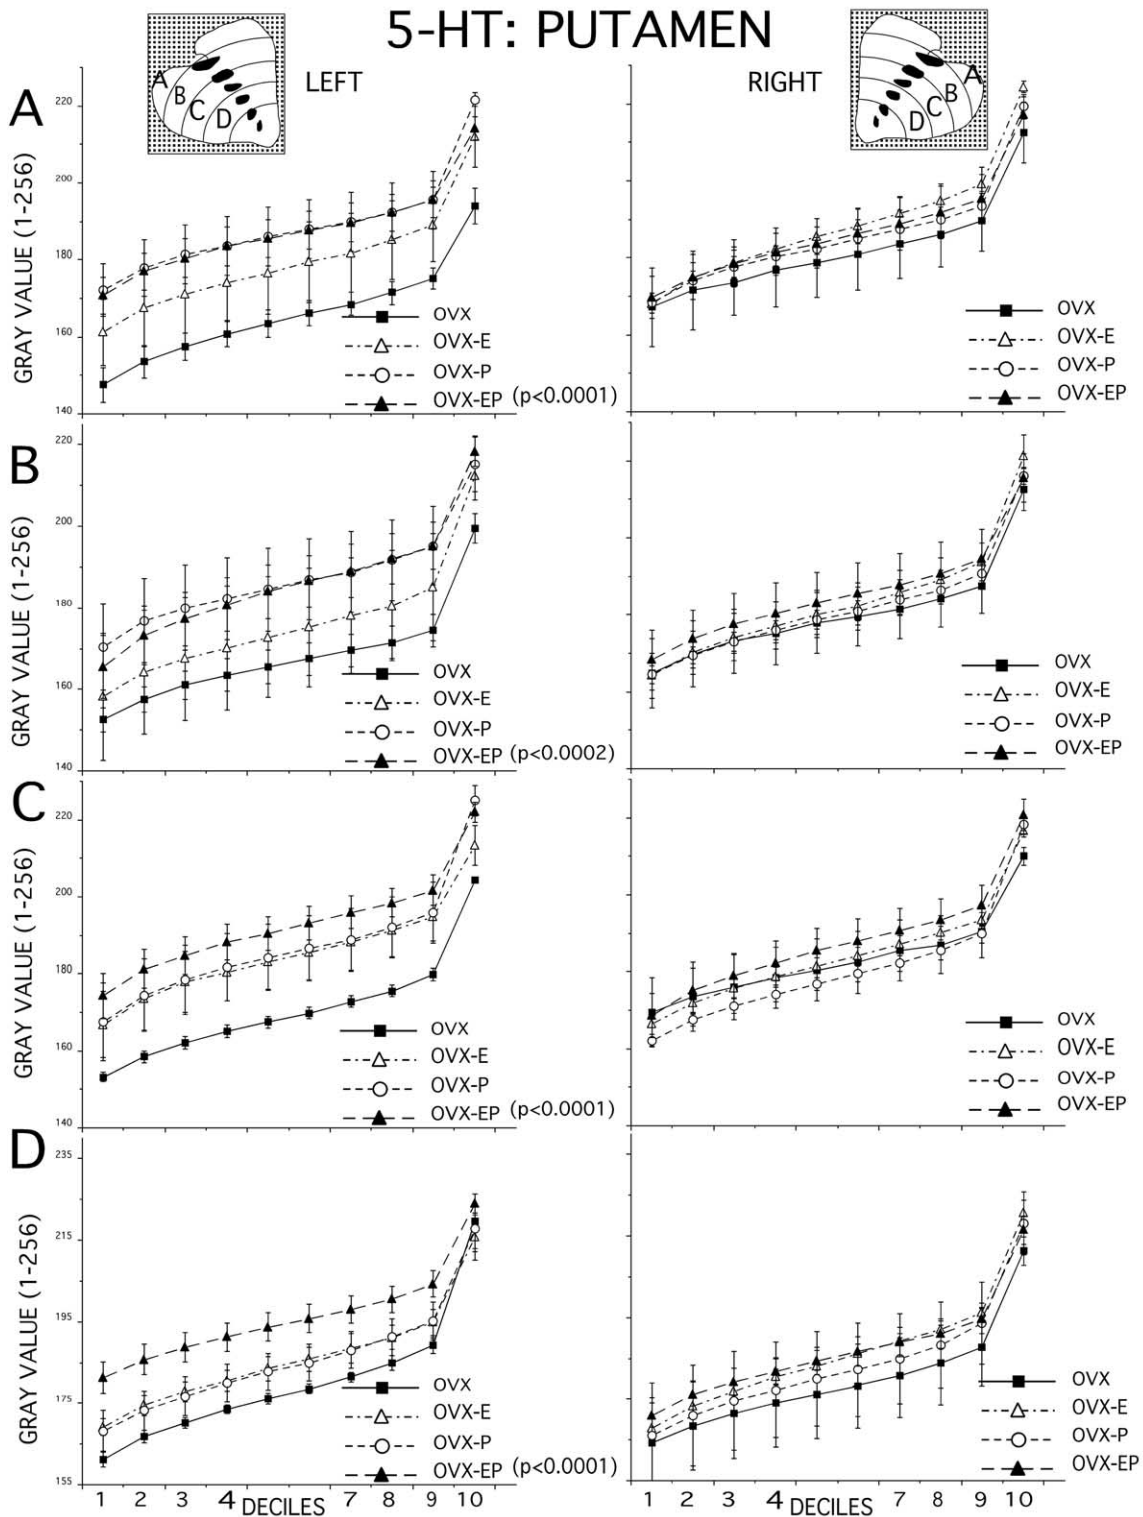 5-HT: PUTAMEN
A B C D
LEFT
RIGHT
A B C D
A
GRAY VALUE (1-256)
220
200
180
160
140
OVX
OVX-E
OVX-P
OVX-EP (p<0.0001)
OVX
OVX-E
OVX-P
OVX-EP
B
GRAY VALUE (1-256)
220
200
180
160
140
OVX
OVX-E
OVX-P
OVX-EP (p<0.0002)
OVX
OVX-E
OVX-P
OVX-EP
C
GRAY VALUE (1-256)
220
200
180
160
140
OVX
OVX-E
OVX-P
OVX-EP (p<0.0001)
OVX
OVX-E
OVX-P
OVX-EP
D
GRAY VALUE (1-256)
235
215
195
175
155
OVX
OVX-E
OVX-P
OVX-EP (p<0.0001)
OVX
OVX-E
OVX-P
OVX-EP
1 2 3 4 DECILES 7 8 9 10
1 2 3 4 DECILES 7 8 9 10